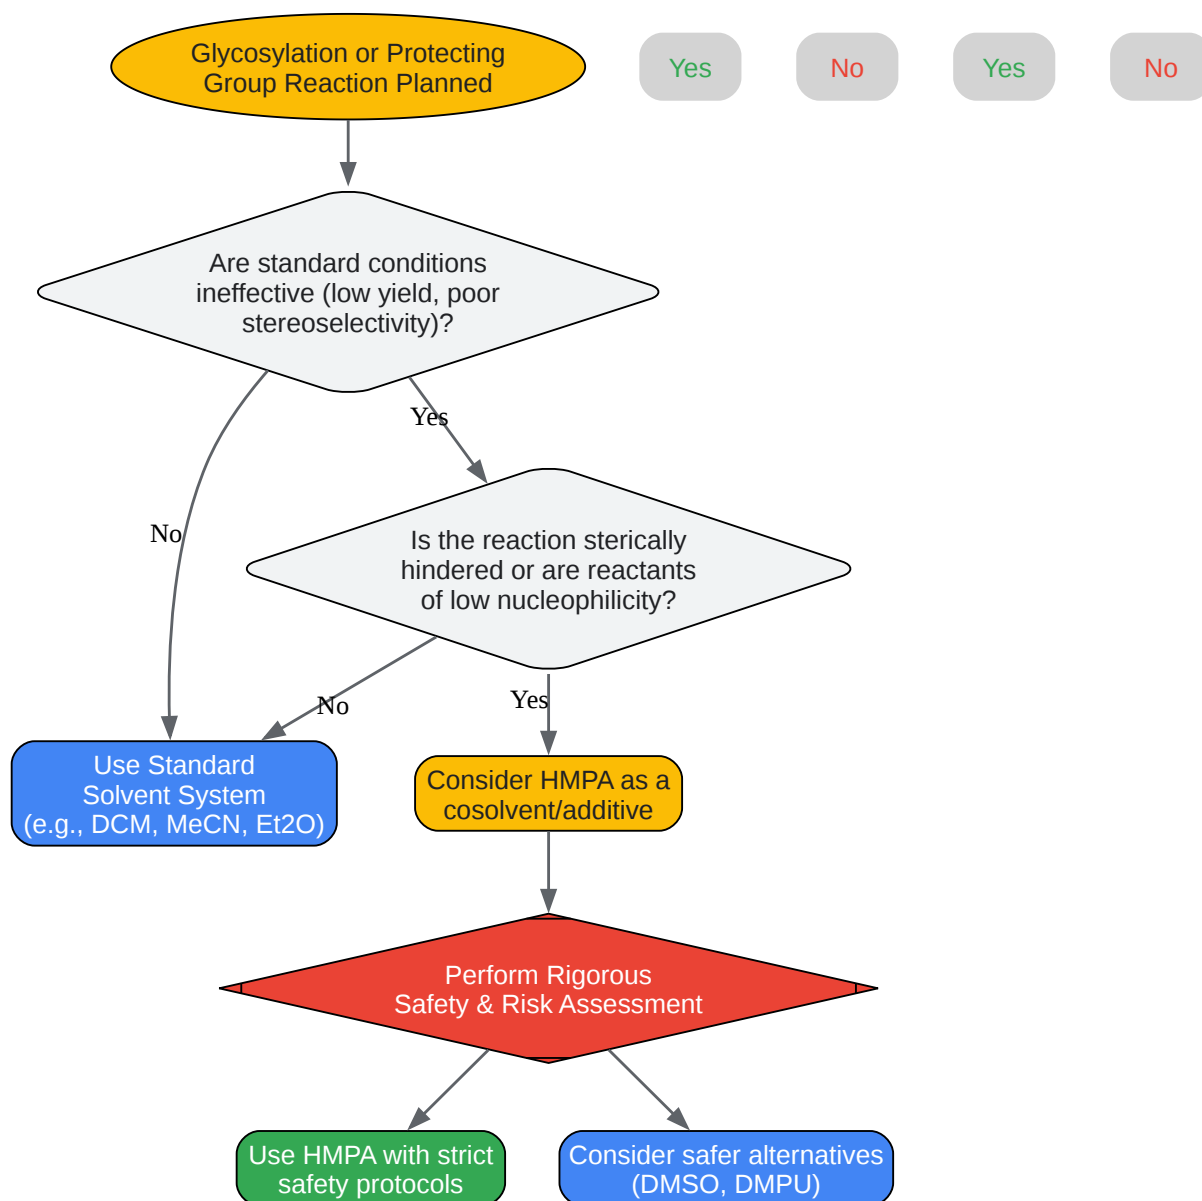 Glycosylation or Protecting
Group Reaction Planned
Yes
No
Yes
No
Are standard conditions
ineffective (low yield, poor
stereoselectivity)?
Yes
No
Is the reaction sterically
hindered or are reactants
of low nucleophilicity?
No
Yes
Use Standard
Solvent System
(e.g., DCM, MeCN, Et2O)
Consider HMPA as a
cosolvent/additive
Perform Rigorous
Safety & Risk Assessment
Use HMPA with strict
safety protocols
Consider safer alternatives
(DMSO, DMPU)